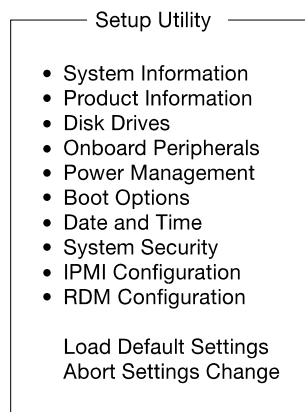 Setup Utility
• System Information
• Product Information
• Disk Drives
• Onboard Peripherals
• Power Management
• Boot Options
• Date and Time
• System Security
• IPMI Configuration
• RDM Configuration
Load Default Settings
Abort Settings Change